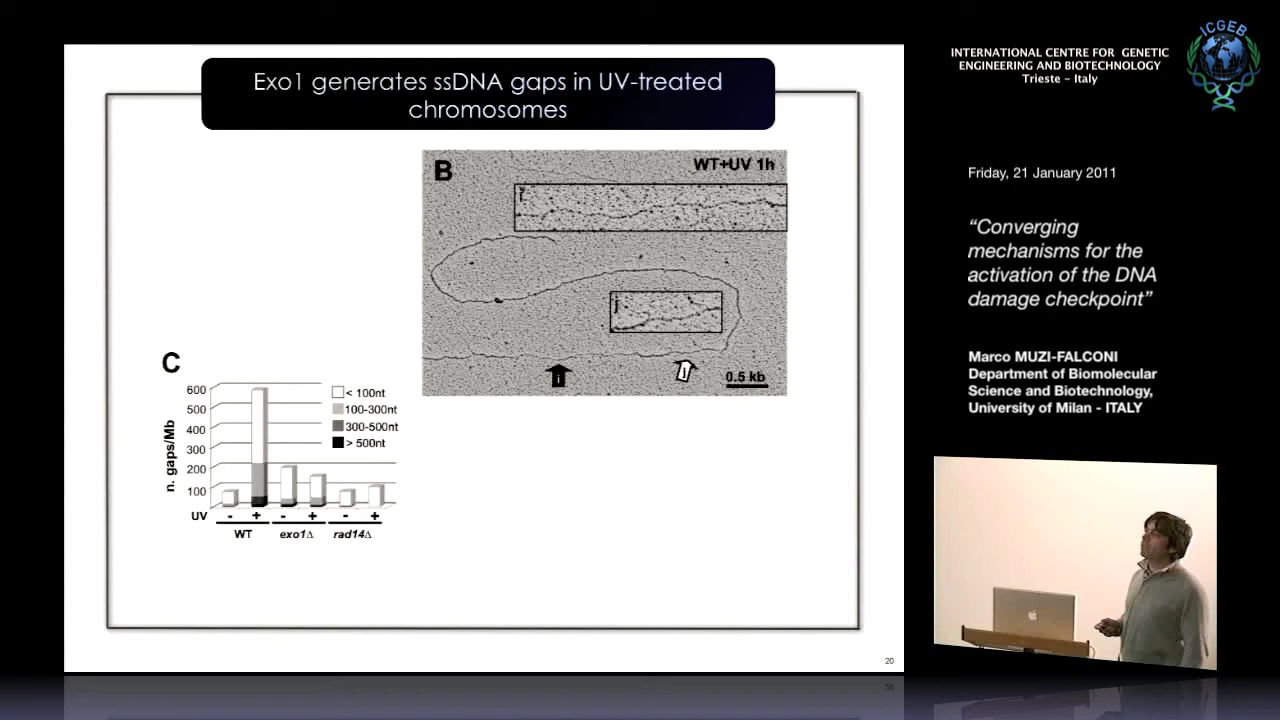 Exo1 generates ssDNA gaps in UV-treated
chromosomes
B
WT+UV 1h
i
j
i
j
0.5 kb
C
n. gaps/Mb
600
500
400
300
200
100
< 100nt
100-300nt
300-500nt
> 500nt
UV - + - + - +
WT exo1Δ rad14Δ
20
INTERNATIONAL CENTRE FOR GENETIC
ENGINEERING AND BIOTECHNOLOGY
Trieste – Italy
ICGEB
Friday, 21 January 2011
“Converging
mechanisms for the
activation of the DNA
damage checkpoint”
Marco MUZI-FALCONI
Department of Biomolecular
Science and Biotechnology,
University of Milan - ITALY